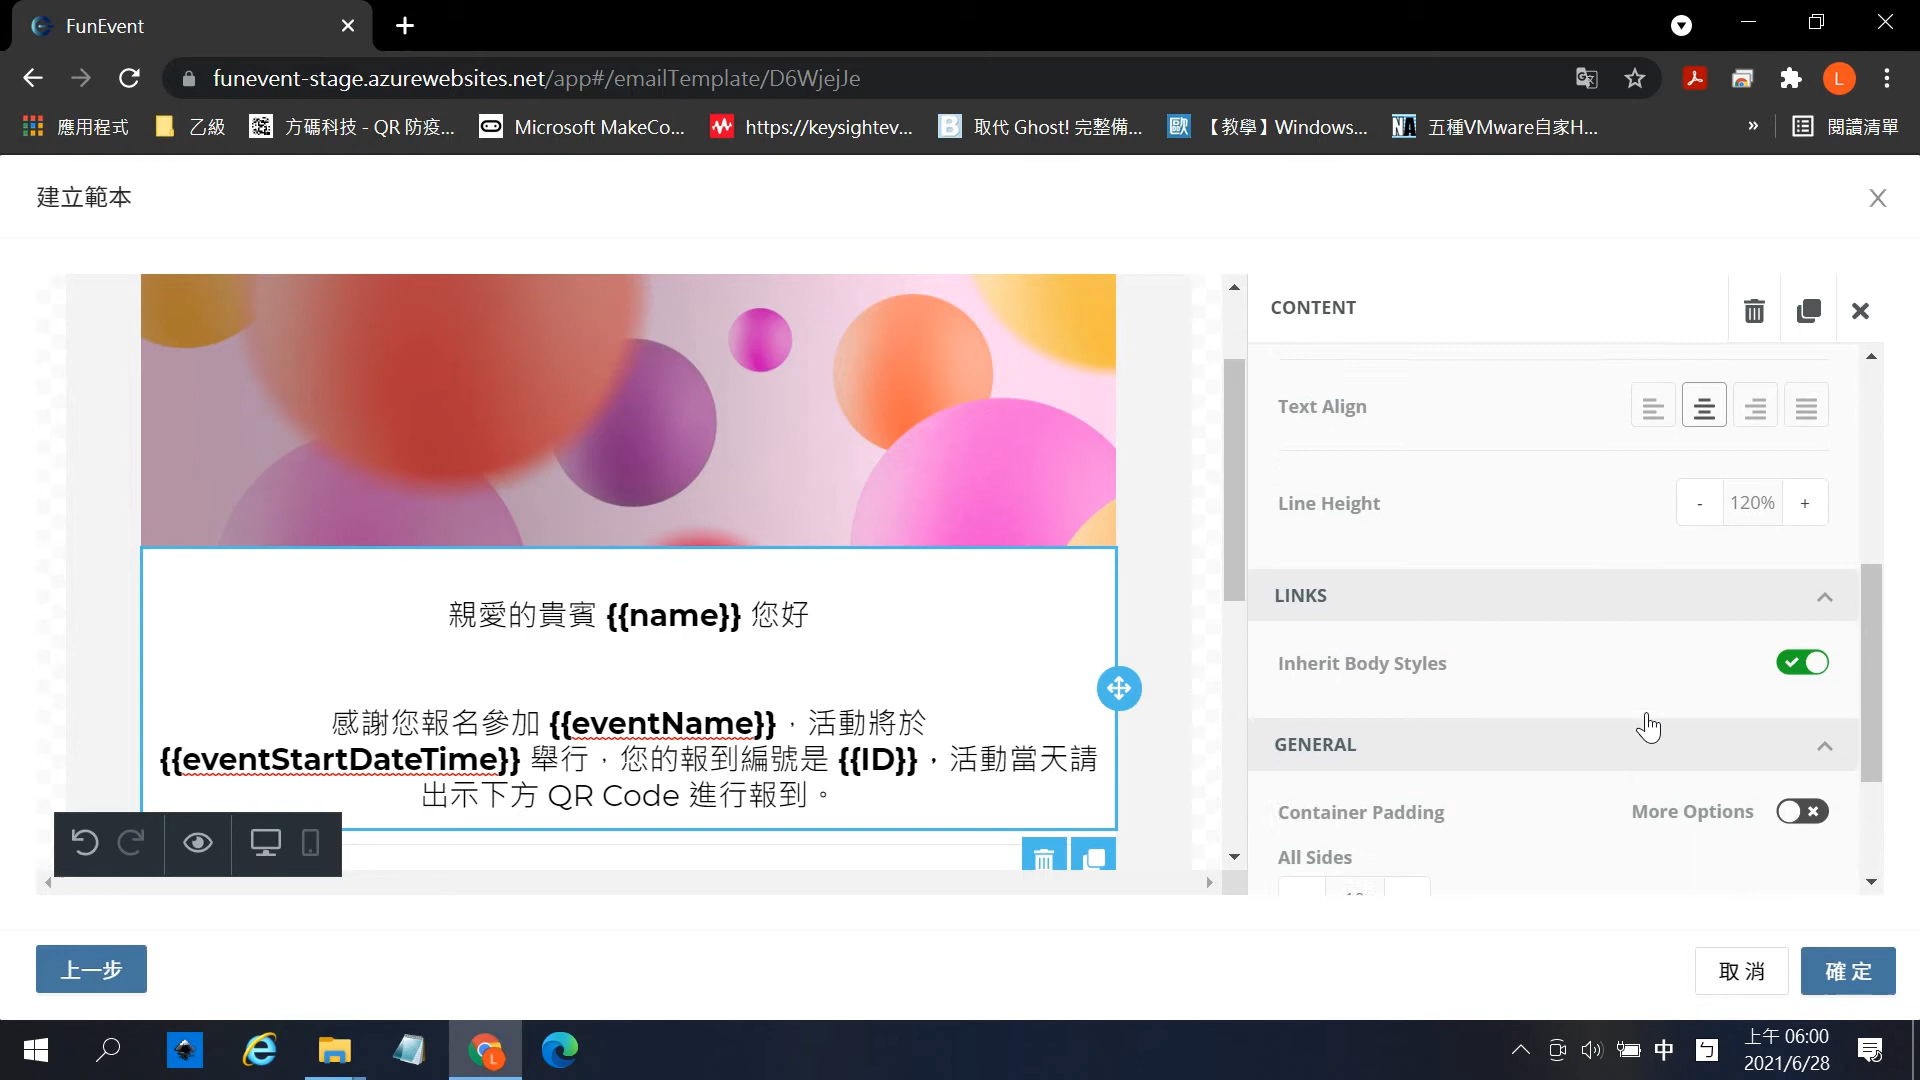 FunEvent
funevent-stage.azurewebsites.net/app#/emailTemplate/D6WjejJe
L
應用程式
乙級
方碼科技 - QR 防疫...
Microsoft MakeCo...
https://keysightev...
取代 Ghost! 完整備...
【教學】Windows...
五種VMware自家H...
»
閱讀清單
建立範本
CONTENT
Text Align
Line Height
-
120%
+
LINKS
Inherit Body Styles
GENERAL
Container Padding
More Options
All Sides
親愛的貴賓 {{name}} 您好
感謝您報名參加 {{eventName}}，活動將於
{{eventStartDateTime}} 舉行，您的報到編號是 {{ID}}，活動當天請
出示下方 QR Code 進行報到。
上一步
取 消
確 定
中
上午 06:00
2021/6/28